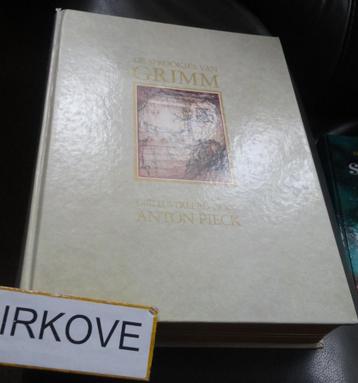 DE SPROOKJES VAN
GRIMM
GEÏLLUSTREERD DOOR
ANTON PIECK
IRKOVE
S